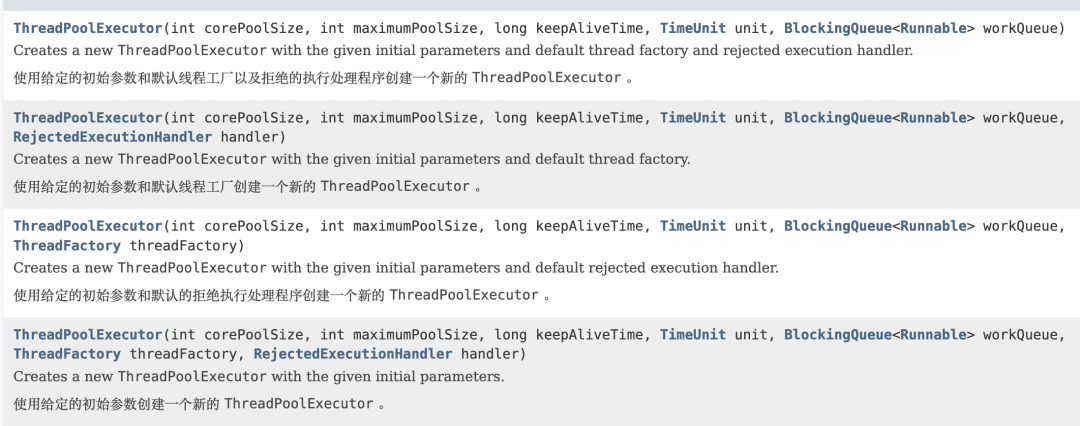 ThreadPoolExecutor(int corePoolSize, int maximumPoolSize, long keepAliveTime, TimeUnit unit, BlockingQueue<Runnable> workQueue)
Creates a new ThreadPoolExecutor with the given initial parameters and default thread factory and rejected execution handler.
使用给定的初始参数和默认线程工厂以及拒绝的执行处理程序创建一个新的 ThreadPoolExecutor 。
ThreadPoolExecutor(int corePoolSize, int maximumPoolSize, long keepAliveTime, TimeUnit unit, BlockingQueue<Runnable> workQueue,
RejectedExecutionHandler handler)
Creates a new ThreadPoolExecutor with the given initial parameters and default thread factory.
使用给定的初始参数和默认线程工厂创建一个新的 ThreadPoolExecutor 。
ThreadPoolExecutor(int corePoolSize, int maximumPoolSize, long keepAliveTime, TimeUnit unit, BlockingQueue<Runnable> workQueue,
ThreadFactory threadFactory)
Creates a new ThreadPoolExecutor with the given initial parameters and default rejected execution handler.
使用给定的初始参数和默认的拒绝执行处理程序创建一个新的 ThreadPoolExecutor 。
ThreadPoolExecutor(int corePoolSize, int maximumPoolSize, long keepAliveTime, TimeUnit unit, BlockingQueue<Runnable> workQueue,
ThreadFactory threadFactory, RejectedExecutionHandler handler)
Creates a new ThreadPoolExecutor with the given initial parameters.
使用给定的初始参数创建一个新的 ThreadPoolExecutor 。